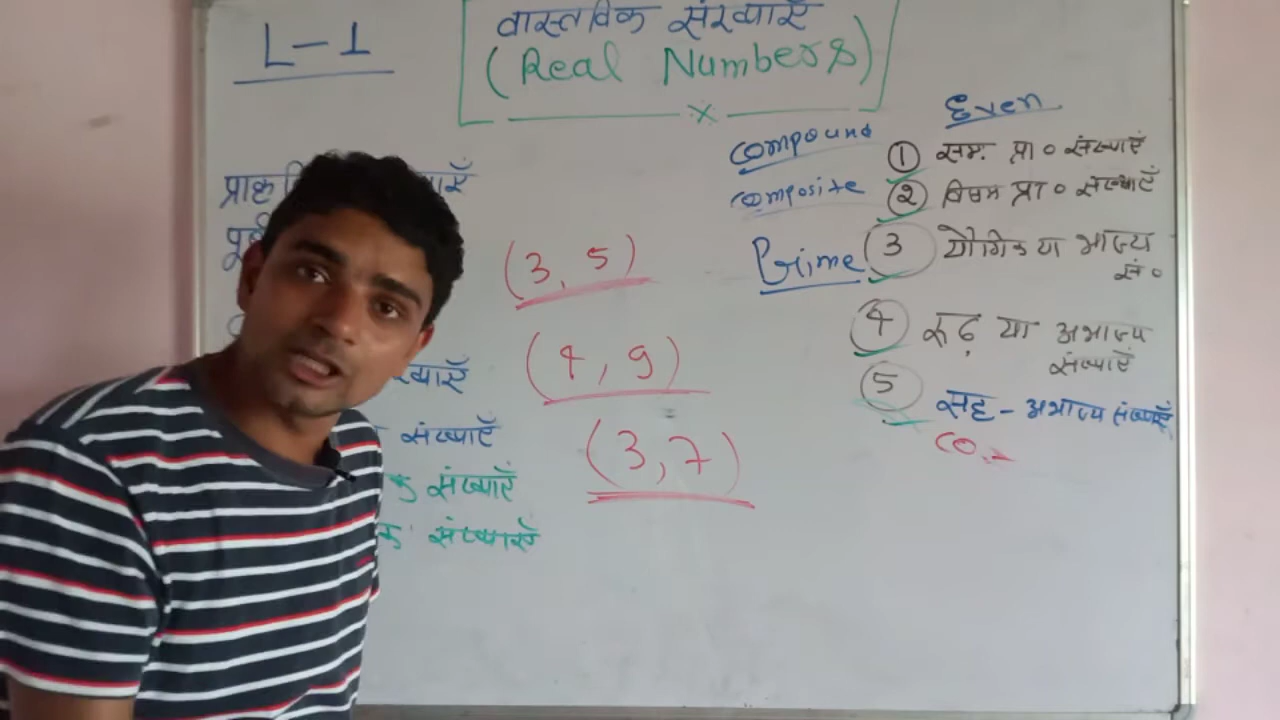 L-1
वास्तविक संख्याएँ
(Real Numbers)
x
संख्याएँ
संख्याएँ
क संख्याएँ
क संख्याएँ
(3, 5)
(4, 9)
(3, 7)
compound
composite
Prime
Even
① सम प्रा० संख्याएँ
② विषम प्रा० संख्याएँ
③ यौगिक या भाज्य
सं०
④ रूढ़ या अभाज्य
संख्याएँ
⑤ सह-अभाज्य संख्याएँ
co-